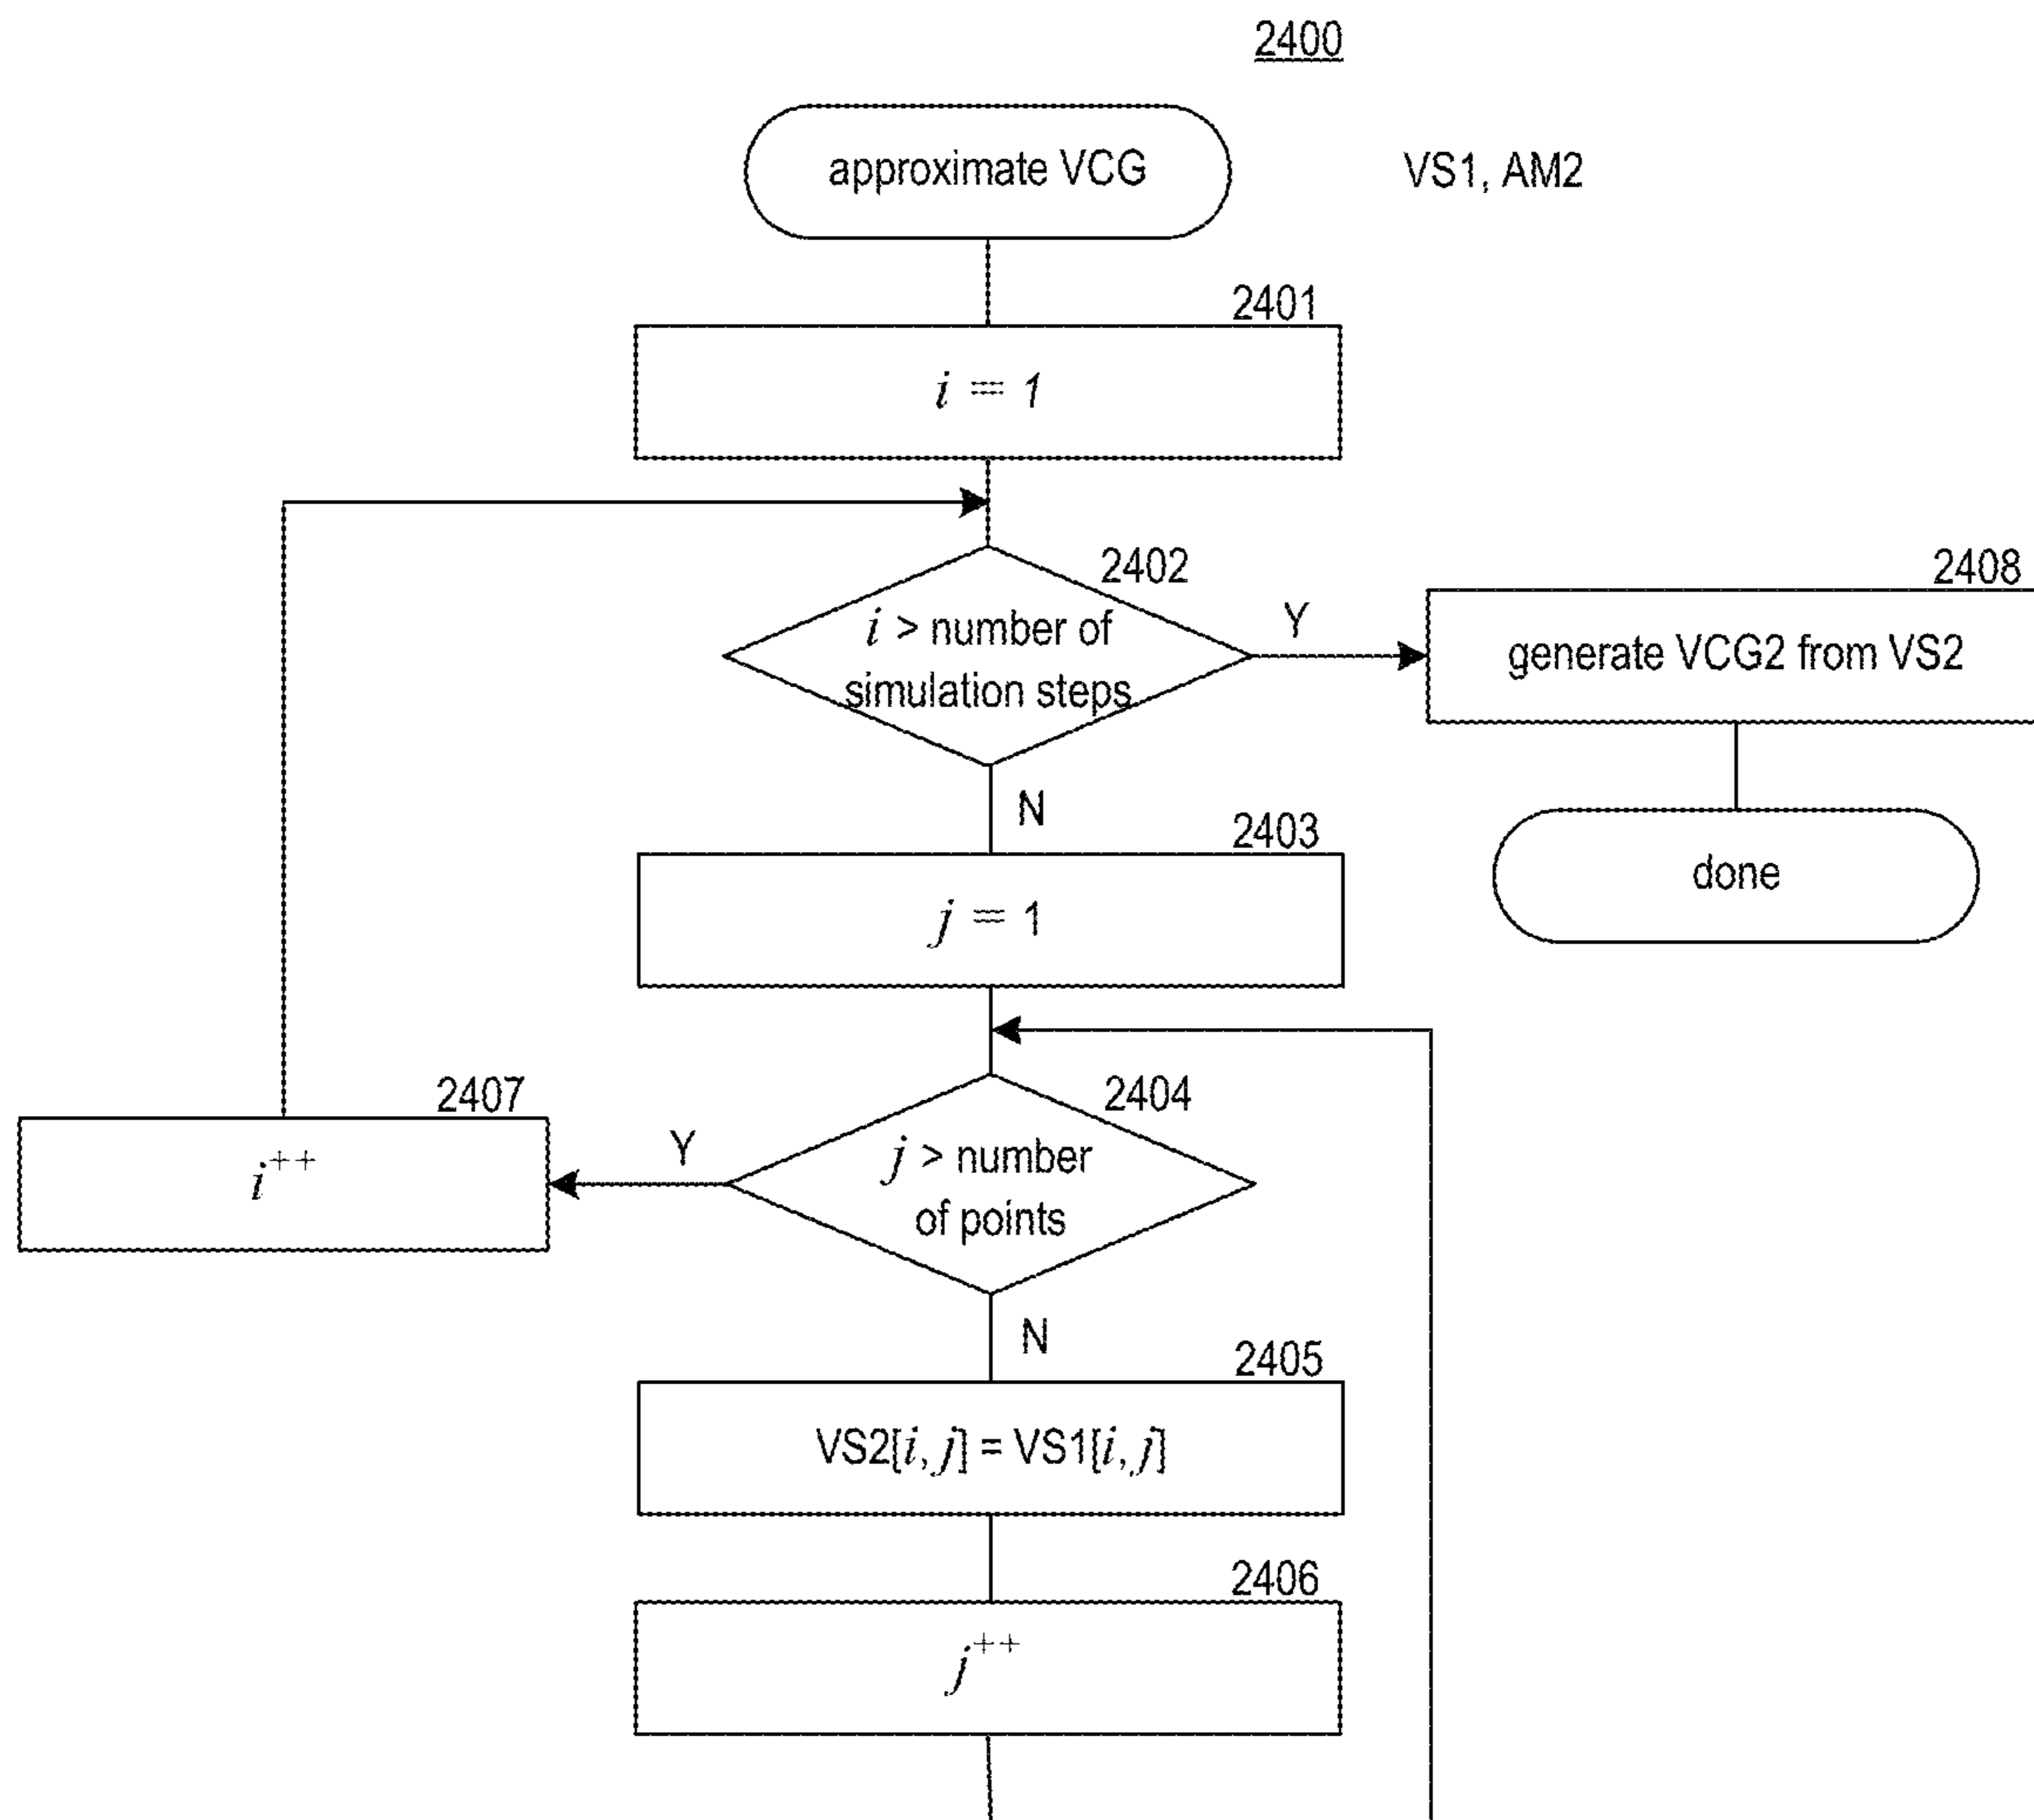 2400
approximate VCG
VS1, AM2
2401
i = 1
2402
i > number of
simulation steps
Y
2408
generate VCG2 from VS2
N
done
2403
j = 1
2404
j > number
of points
Y
2407
i++
N
2405
VS2[i, j] = VS1[i, j]
2406
j++